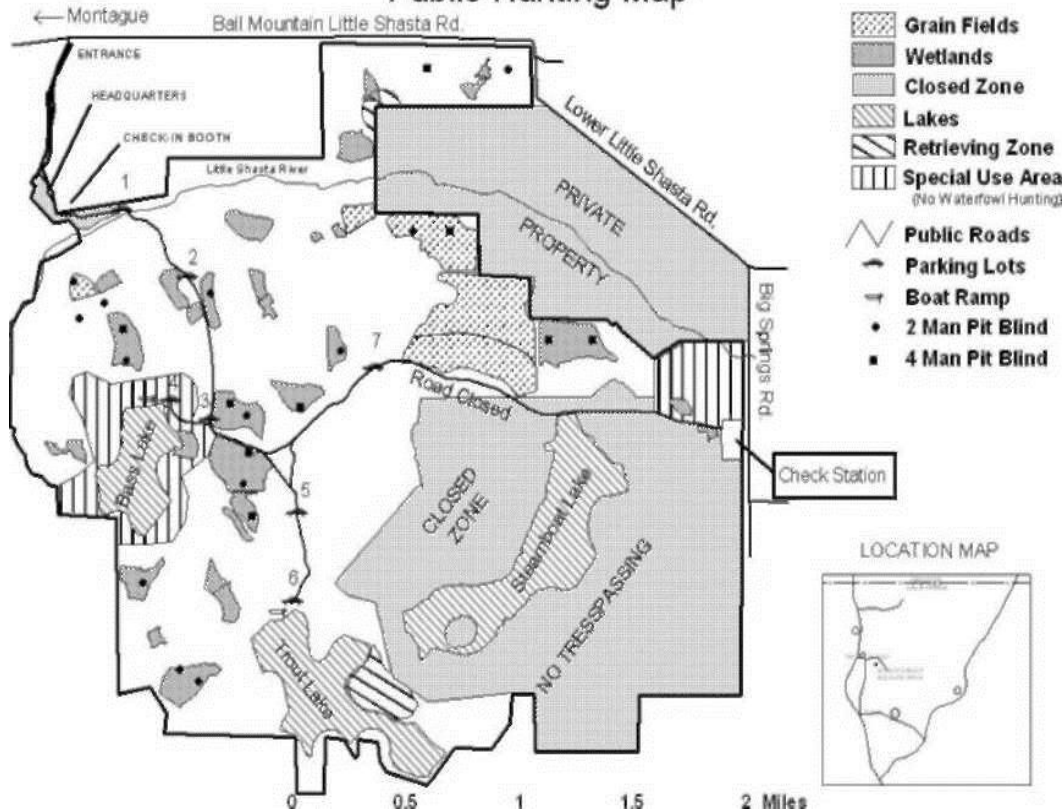 Public Hunting Map
Montague
Ball Mountain Little Shasta Rd.
ENTRANCE
HEADQUARTERS
CHECK-IN BOOTH
Little Shasta River
Lower Little Shasta Rd.
PRIVATE
PROPERTY
Big Springs Rd.
1
2
3
4
5
6
7
Road Closed
Bass Lake
CLOSED
ZONE
Steamboat Lake
NO TRESSPASSING
Trout Lake
Check Station
Grain Fields
Wetlands
Closed Zone
Lakes
Retrieving Zone
Special Use Area
(No Waterfowl Hunting)
Public Roads
Parking Lots
Boat Ramp
2 Man Pit Blind
4 Man Pit Blind
LOCATION MAP
0 0.5 1 1.5 2 Miles